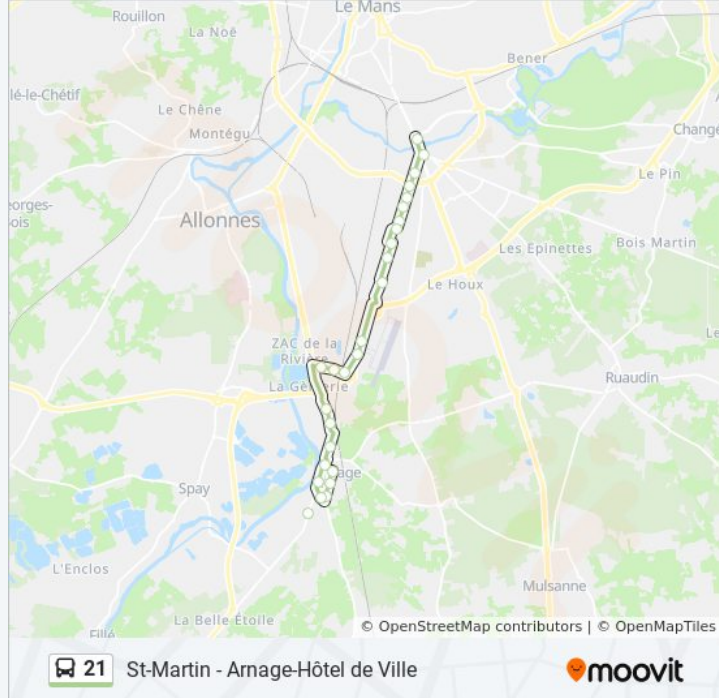 Rouillon
Le Mans
La Noë
Bener
lé-le-Chétif
Le Chêne
Montégu
Change
Le Pin
eorges-
ois
Allonnes
Bois Martin
Les Epinettes
Le Houx
Le
ZAC de la
Rivière
La Gémerie
Ruaudin
age
Spay
L'Enclos
Mulsanne
La Belle Étoile
Fillé
© OpenStreetMap contributors | © OpenMapTiles
21 St-Martin - Arnage-Hôtel de Ville
moovit